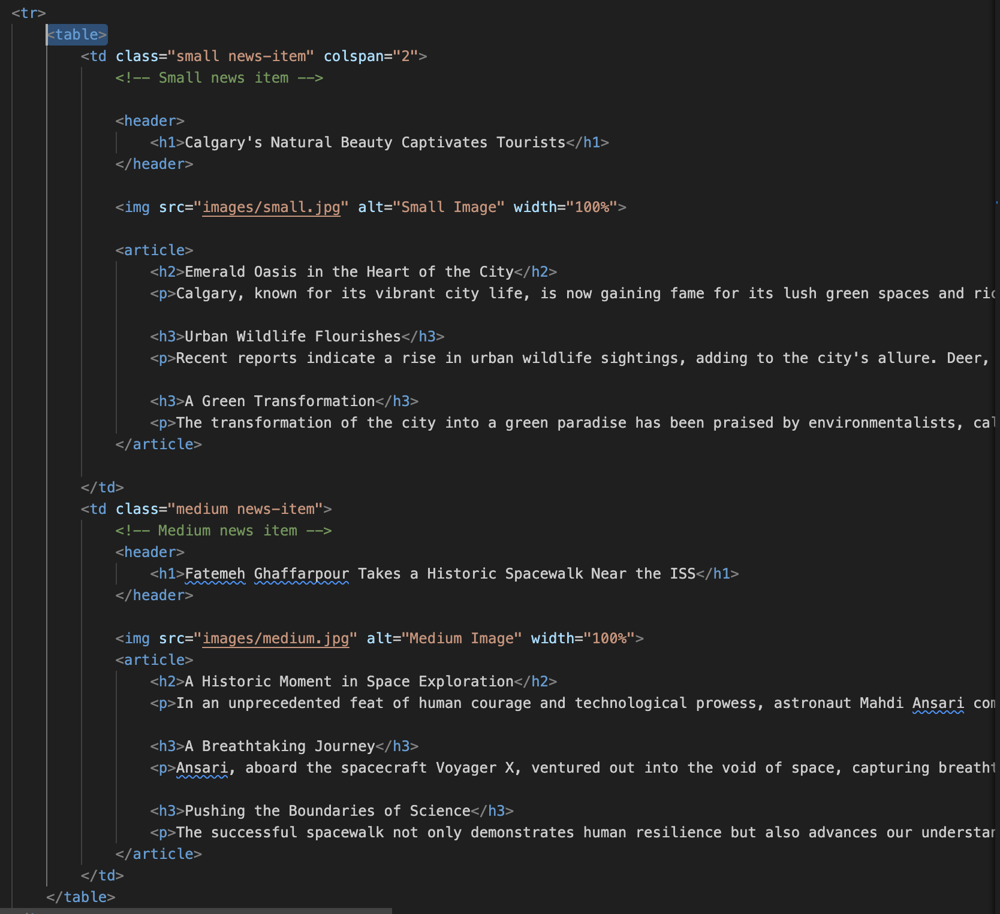 <tr>
<table>
<td class="small news-item" colspan="2">
<!-- Small news item -->
<header>
<h1>Calgary's Natural Beauty Captivates Tourists</h1>
</header>
<img src="images/small.jpg" alt="Small Image" width="100%">
<article>
<h2>Emerald Oasis in the Heart of the City</h2>
<p>Calgary, known for its vibrant city life, is now gaining fame for its lush green spaces and
<h3>Urban Wildlife Flourishes</h3>
<p>Recent reports indicate a rise in urban wildlife sightings, adding to the city's allure. Deer,
<h3>A Green Transformation</h3>
<p>The transformation of the city into a green paradise has been praised by environmentalists,
</article>
</td>
<td class="medium news-item">
<!-- Medium news item -->
<header>
<h1>Fatemeh Ghaffarpour Takes a Historic Spacewalk Near the ISS</h1>
</header>
<img src="images/medium.jpg" alt="Medium Image" width="100%">
<article>
<h2>A Historic Moment in Space Exploration</h2>
<p>In an unprecedented feat of human courage and technological prowess, astronaut Mahdi Ansari
<h3>A Breathtaking Journey</h3>
<p>Ansari, aboard the spacecraft Voyager X, ventured out into the void of space, capturing
<h3>Pushing the Boundaries of Science</h3>
<p>The successful spacewalk not only demonstrates human resilience but also advances our
</article>
</td>
</table>